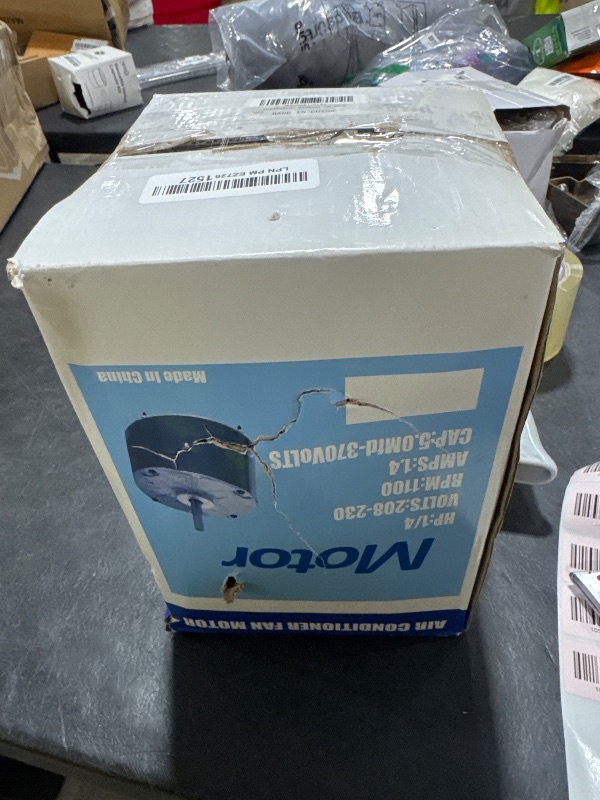 LPN PM EZ728 1527
AIR CONDITIONER FAN MOTOR
Motor
HP:1/4
VOLTS:208-230
RPM:1100
AMPS:1.4
CAP:5.0Mfd-370VoLTS
Made in China